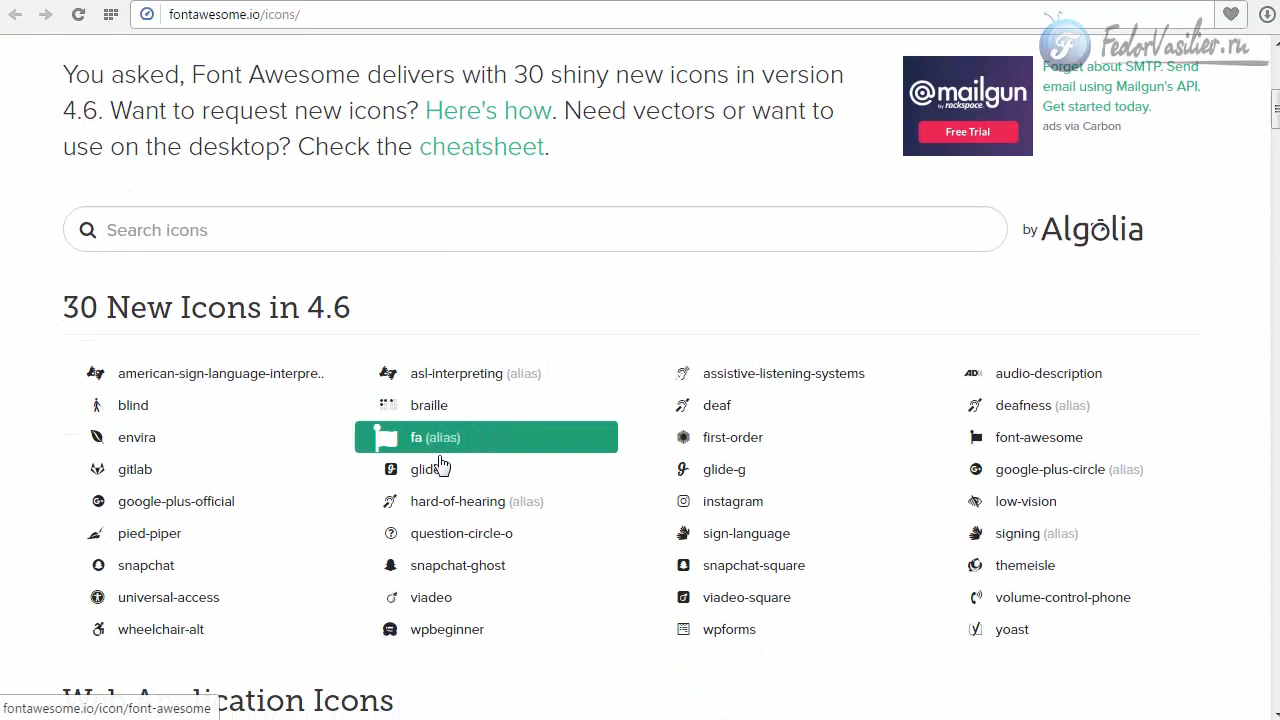 fontawesome.io/icons/
FedorVasiliev.ru
You asked, Font Awesome delivers with 30 shiny new icons in version
4.6. Want to request new icons? Here's how. Need vectors or want to
use on the desktop? Check the cheatsheet.
@mailgun
by rackspace
Free Trial
Forget about SMTP. Send
email using Mailgun's API.
Get started today.
ads via Carbon
Search icons
by Algolia
30 New Icons in 4.6
american-sign-language-interpre..
asl-interpreting (alias)
assistive-listening-systems
AD audio-description
blind
braille
deaf
deafness (alias)
envira
fa (alias)
first-order
font-awesome
gitlab
glide
glide-g
google-plus-circle (alias)
google-plus-official
hard-of-hearing (alias)
instagram
low-vision
pied-piper
question-circle-o
sign-language
signing (alias)
snapchat
snapchat-ghost
snapchat-square
themeisle
universal-access
viadeo
viadeo-square
volume-control-phone
wheelchair-alt
wpbeginner
wpforms
yoast
Web Application Icons
fontawesome.io/icon/font-awesome